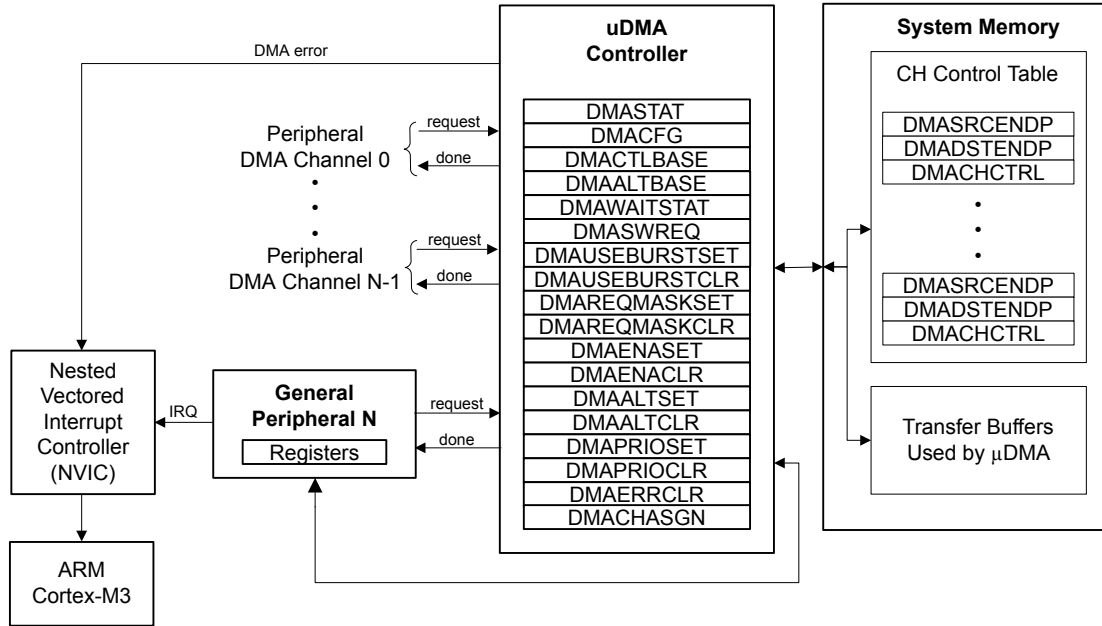 uDMA
Controller
System Memory
DMA error
CH Control Table
DMASTAT
DMACFG
DMACTLBASE
DMAALTBASE
DMAWAITSTAT
DMASWREQ
DMAUSEBURSTSET
DMAUSEBURSTCLR
DMAREQMASKSET
DMAREQMASKCLR
DMAENASET
DMAENACLR
DMAALTSET
DMAALTCLR
DMAPRIOSET
DMAPRIOCLR
DMAERRCLR
DMACHASGN
request
Peripheral
DMA Channel 0
done
request
Peripheral
DMA Channel N-1
done
DMASRCENDP
DMADSTENDP
DMACHCTRL
DMASRCENDP
DMADSTENDP
DMACHCTRL
Nested
Vectored
Interrupt
Controller
(NVIC)
IRQ
General
Peripheral N
Registers
request
done
Transfer Buffers
Used by μDMA
ARM
Cortex-M3